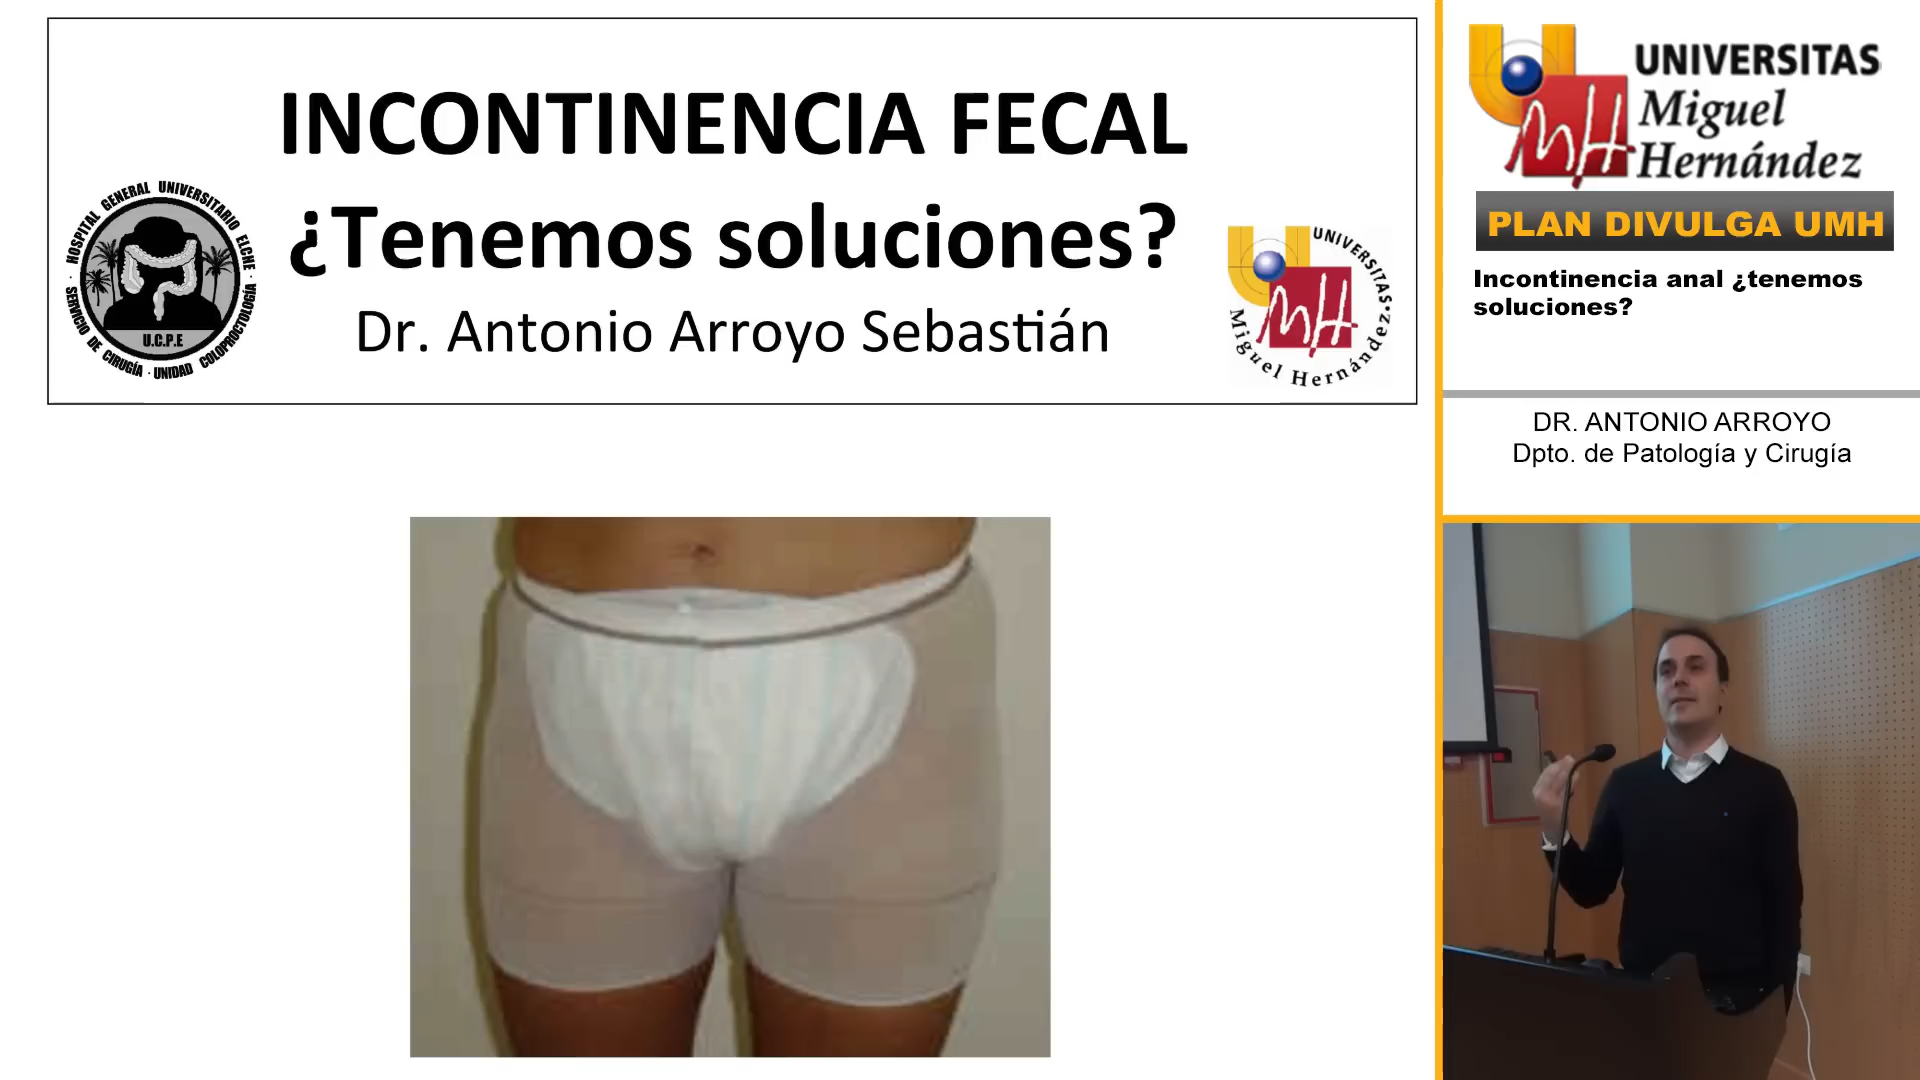 INCONTINENCIA FECAL
¿Tenemos soluciones?
Dr. Antonio Arroyo Sebastián
· HOSPITAL GENERAL UNIVERSITARIO ELCHE ·
SERVICIO DE CIRUGÍA · UNIDAD COLOPROCTOLOGÍA
U.C.P.E
UNIVERSITAS
Miguel Hernández
UNIVERSITAS
Miguel
Hernández
PLAN DIVULGA UMH
Incontinencia anal ¿tenemos
soluciones?
DR. ANTONIO ARROYO
Dpto. de Patología y Cirugía